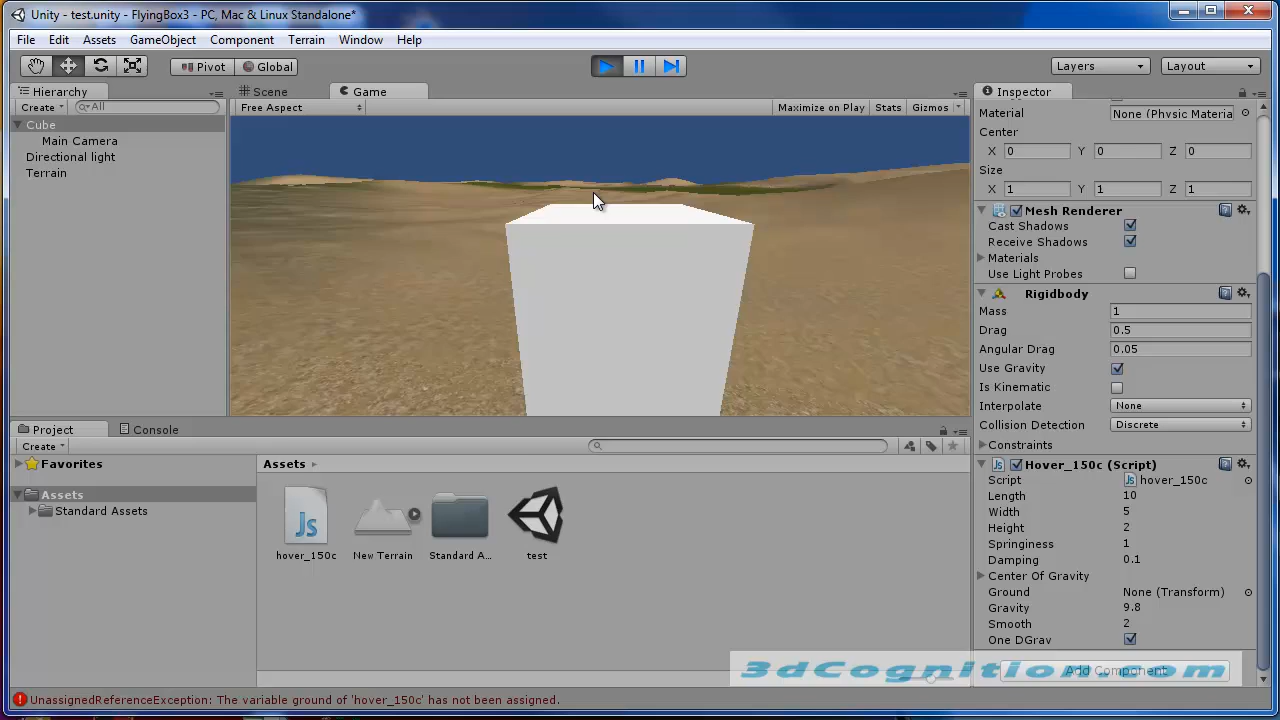 Unity - test.unity - FlyingBox3 - PC, Mac & Linux Standalone*
File Edit Assets GameObject Component Terrain Window Help
Pivot Global Layers Layout
Hierarchy
Create All
Cube
Main Camera
Directional light
Terrain
Scene Game
Free Aspect Maximize on Play Stats Gizmos
Inspector
Material None (Physic Materia
Center
X 0 Y 0 Z 0
Size
X 1 Y 1 Z 1
Mesh Renderer
Cast Shadows
Receive Shadows
Materials
Use Light Probes
Rigidbody
Mass 1
Drag 0.5
Angular Drag 0.05
Use Gravity
Is Kinematic
Interpolate None
Collision Detection Discrete
Constraints
Hover_150c (Script)
Script hover_150c
Length 10
Width 5
Height 2
Springiness 1
Damping 0.1
Center Of Gravity
Ground None (Transform)
Gravity 9.8
Smooth 2
One DGrav
Add Component
Project Console
Create
Favorites
Assets
Standard Assets
Assets
hover_150c New Terrain Standard A... test
3dCognition.com
UnassignedReferenceException: The variable ground of 'hover_150c' has not been assigned.